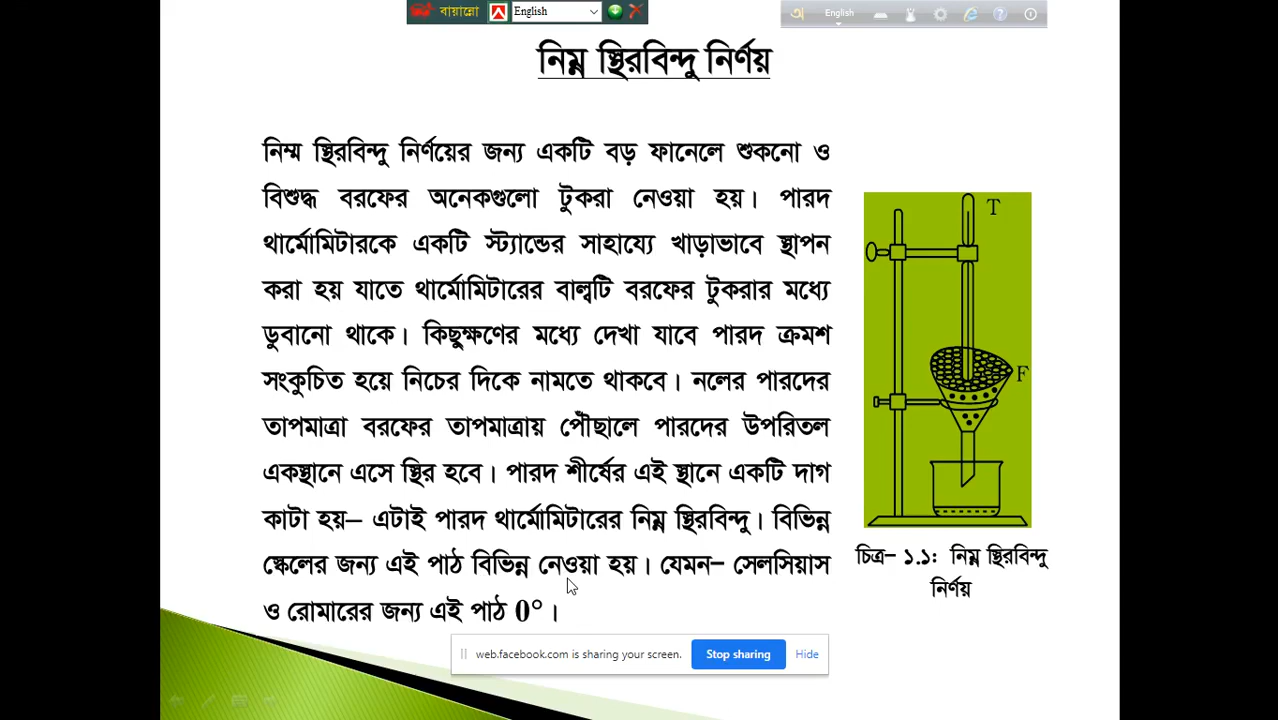 বায়ান্নো
English
অ
English
নিম্ন স্থিরবিন্দু নির্ণয়
নিম্ম স্থিরবিন্দু নির্ণয়ের জন্য একটি বড় ফানেলে শুকনো ও
বিশুদ্ধ বরফের অনেকগুলো টুকরা নেওয়া হয়। পারদ
থার্মোমিটারকে একটি স্ট্যান্ডের সাহায্যে খাড়াভাবে স্থাপন
করা হয় যাতে থার্মোমিটারের বাল্বটি বরফের টুকরার মধ্যে
ডুবানো থাকে। কিছুক্ষণের মধ্যে দেখা যাবে পারদ ক্রমশ
সংকুচিত হয়ে নিচের দিকে নামতে থাকবে। নলের পারদের
তাপমাত্রা বরফের তাপমাত্রায় পৌঁছালে পারদের উপরিতল
একস্থানে এসে স্থির হবে। পারদ শীর্ষের এই স্থানে একটি দাগ
কাটা হয়– এটাই পারদ থার্মোমিটারের নিম্ন স্থিরবিন্দু। বিভিন্ন
স্কেলের জন্য এই পাঠ বিভিন্ন নেওয়া হয়। যেমন– সেলসিয়াস
ও রোমারের জন্য এই পাঠ 0°।
T
F
চিত্র– ১.১: নিম্ন স্থিরবিন্দু
নির্ণয়
web.facebook.com is sharing your screen.
Stop sharing
Hide